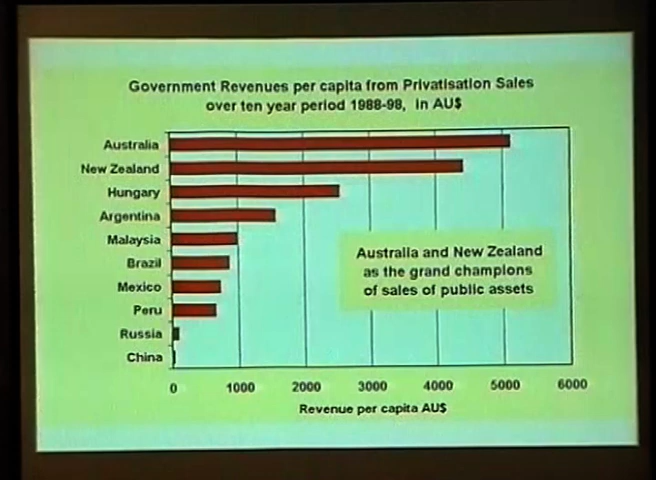 Government Revenues per capita from Privatisation Sales
over ten year period 1988-98, in AU$
Australia
New Zealand
Hungary
Argentina
Malaysia
Brazil
Mexico
Peru
Russia
China
Australia and New Zealand
as the grand champions
of sales of public assets
0 1000 2000 3000 4000 5000 6000
Revenue per capita AU$